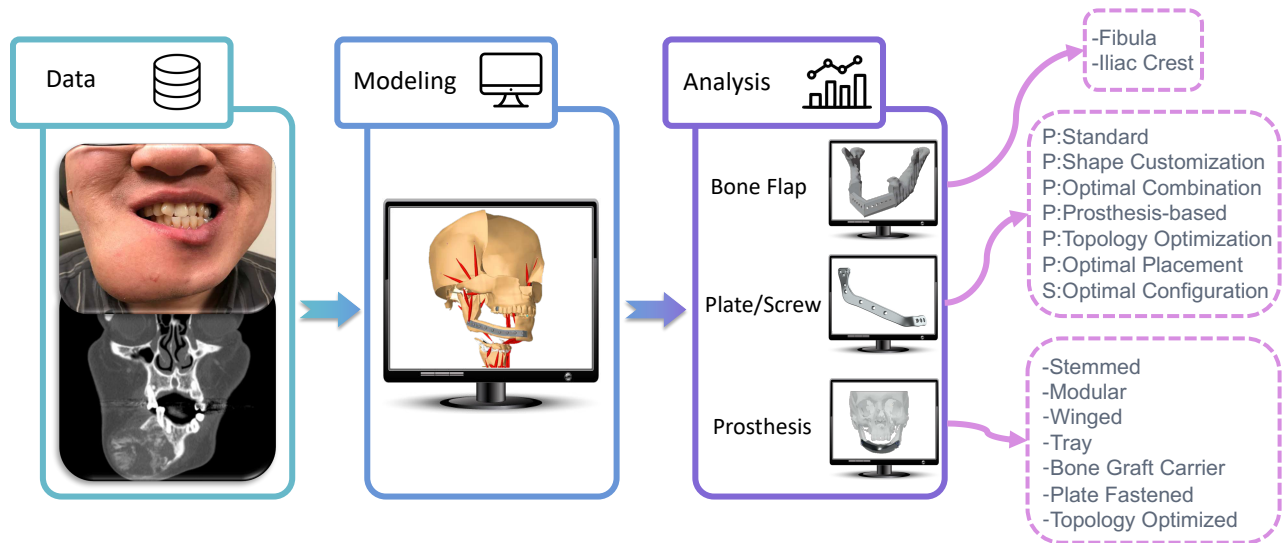 Data
Modeling
Analysis
Bone Flap
Plate/Screw
Prosthesis
-Fibula
-Iliac Crest
P:Standard
P:Shape Customization
P:Optimal Combination
P:Prosthesis-based
P:Topology Optimization
P:Optimal Placement
S:Optimal Configuration
-Stemmed
-Modular
-Winged
-Tray
-Bone Graft Carrier
-Plate Fastened
-Topology Optimized